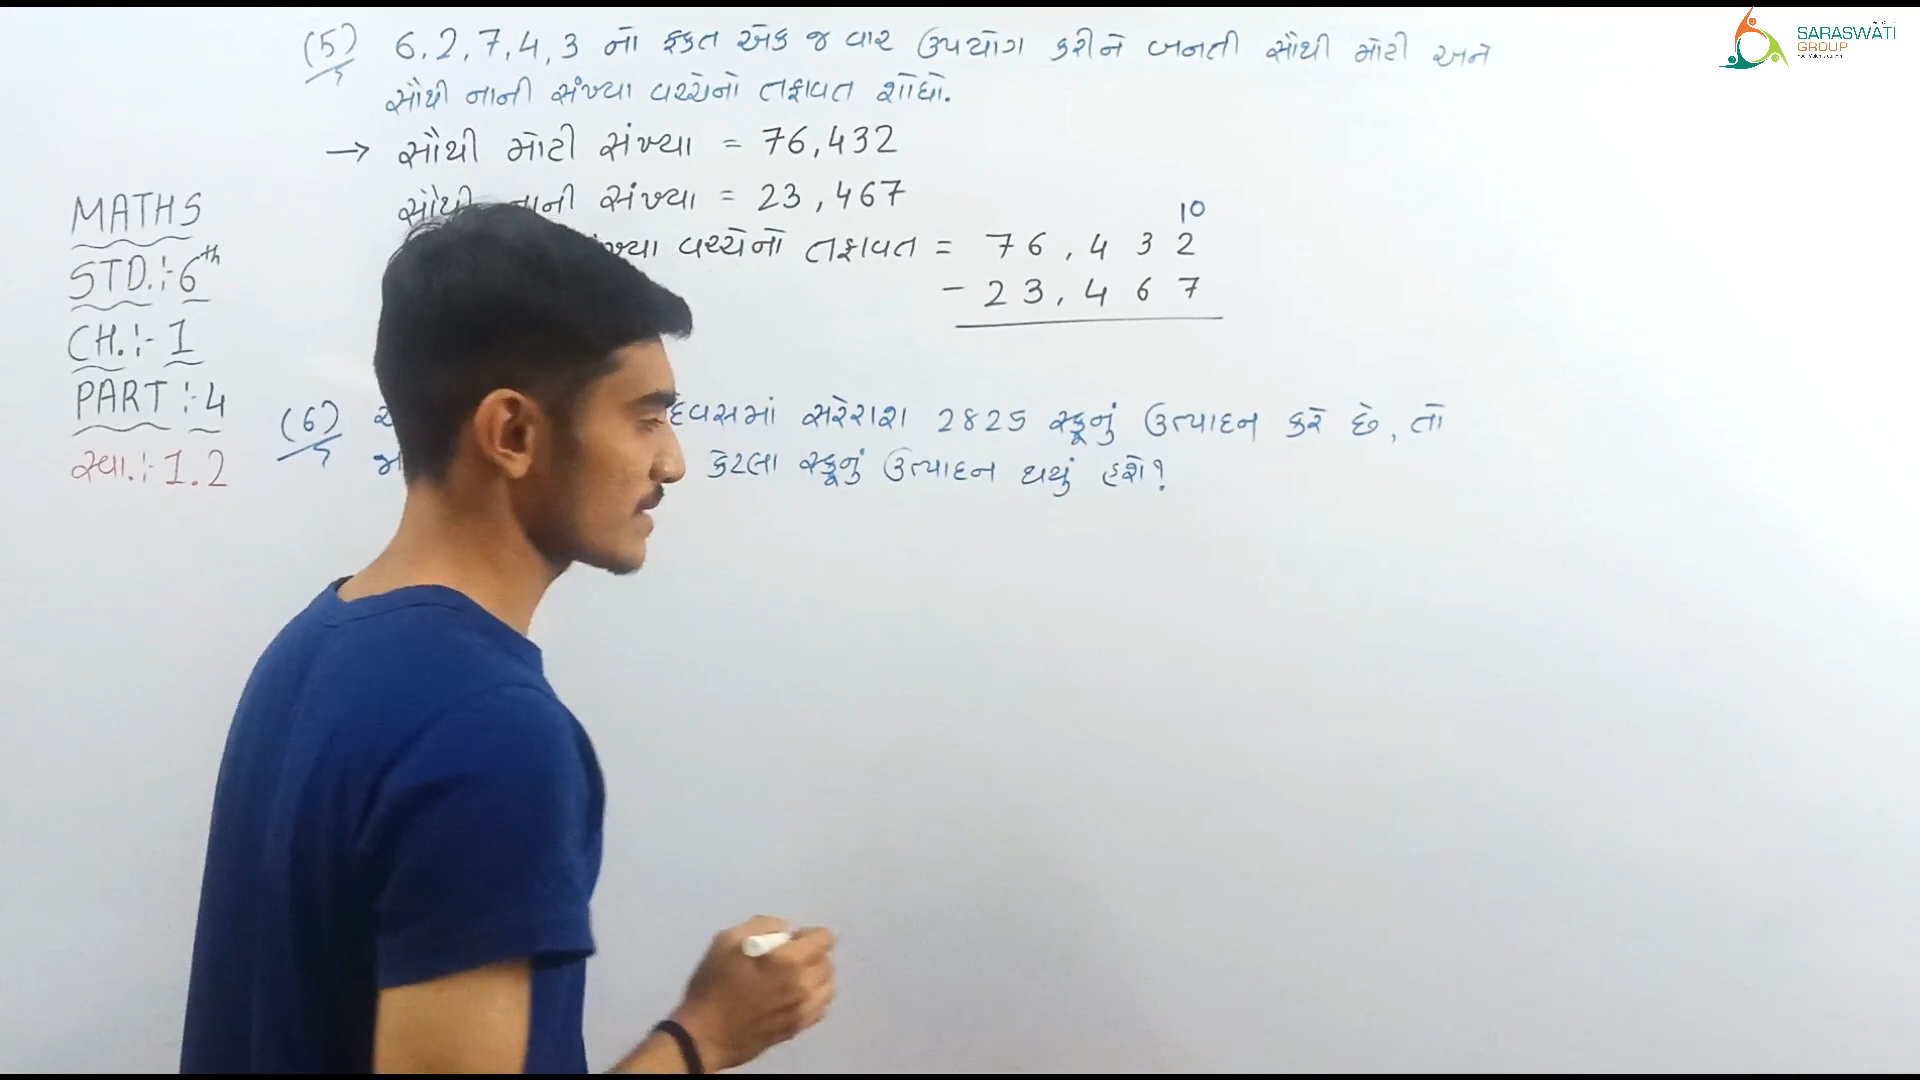 (5) 6,2,7,4,3 નો ફક્ત એક જ વાર ઉપયોગ કરીને બનતી સૌથી મોટી અને
સૌથી નાની સંખ્યા વચ્ચેનો તફાવત શોધો.
→ સૌથી મોટી સંખ્યા = 76,432
સૌથી નાની સંખ્યા = 23,467
10
વચ્ચેનો તફાવત = 76,432
- 23,467
(6) દિવસમાં સરેરાશ 2825 સ્ક્રૂનું ઉત્પાદન કરે છે, તો
કેટલા સ્ક્રૂનું ઉત્પાદન થયું હશે?
MATHS
STD.:- 6th
CH.:- 1
PART:- 4
સ્વા.:- 1.2
SARASWATI
GROUP